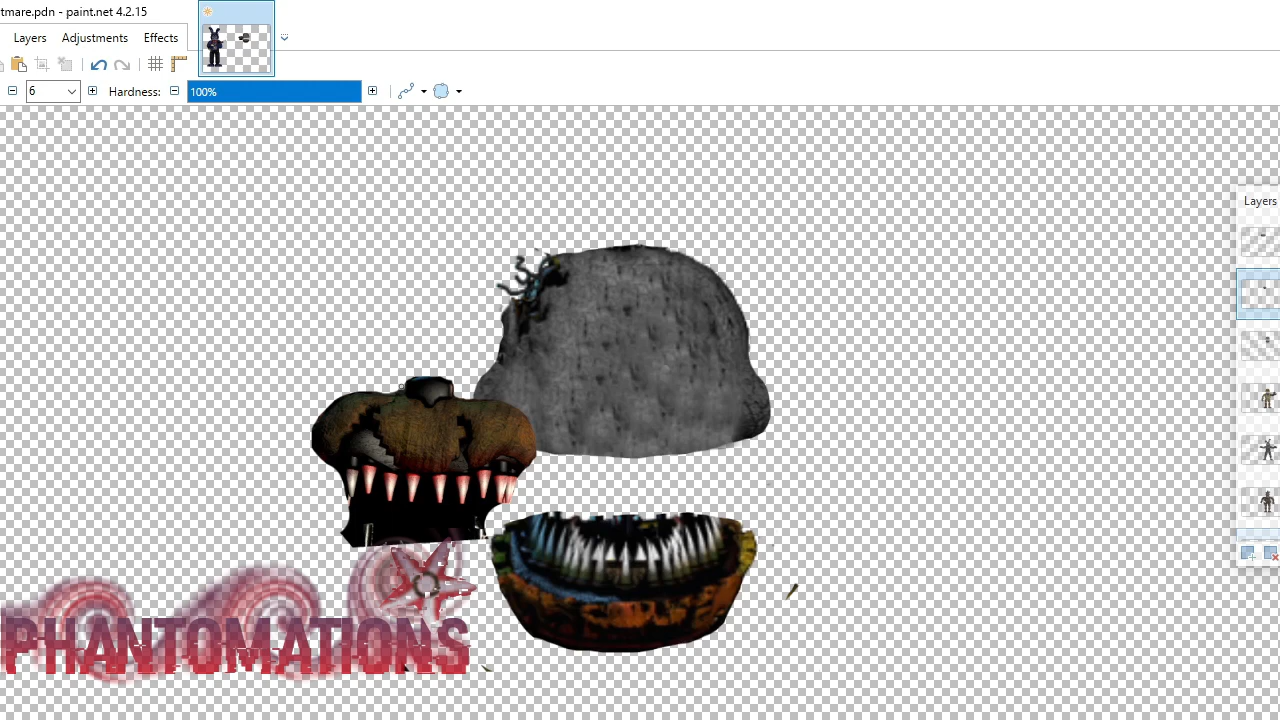 tmare.pdn - paint.net 4.2.15
Layers Adjustments Effects
6 Hardness: 100%
Layers
PHANTOMATIONS